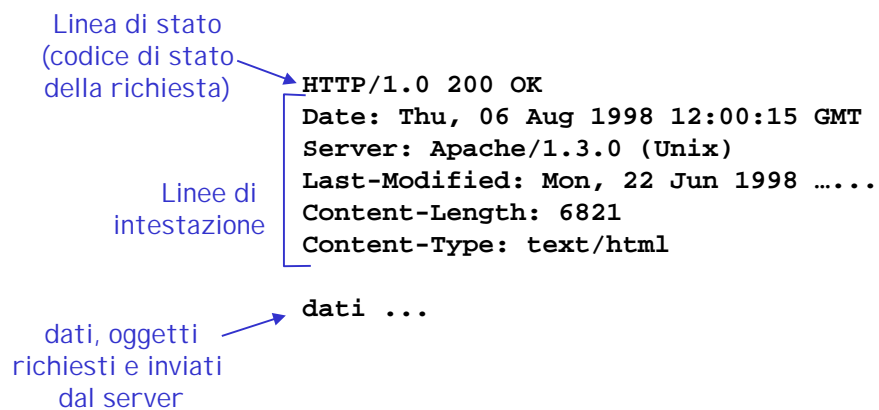 Linea di stato
(codice di stato
della richiesta)
HTTP/1.0 200 OK
Date: Thu, 06 Aug 1998 12:00:15 GMT
Server: Apache/1.3.0 (Unix)
Last-Modified: Mon, 22 Jun 1998 …...
Content-Length: 6821
Content-Type: text/html
Linee di
intestazione
dati ...
dati, oggetti
richiesti e inviati
dal server